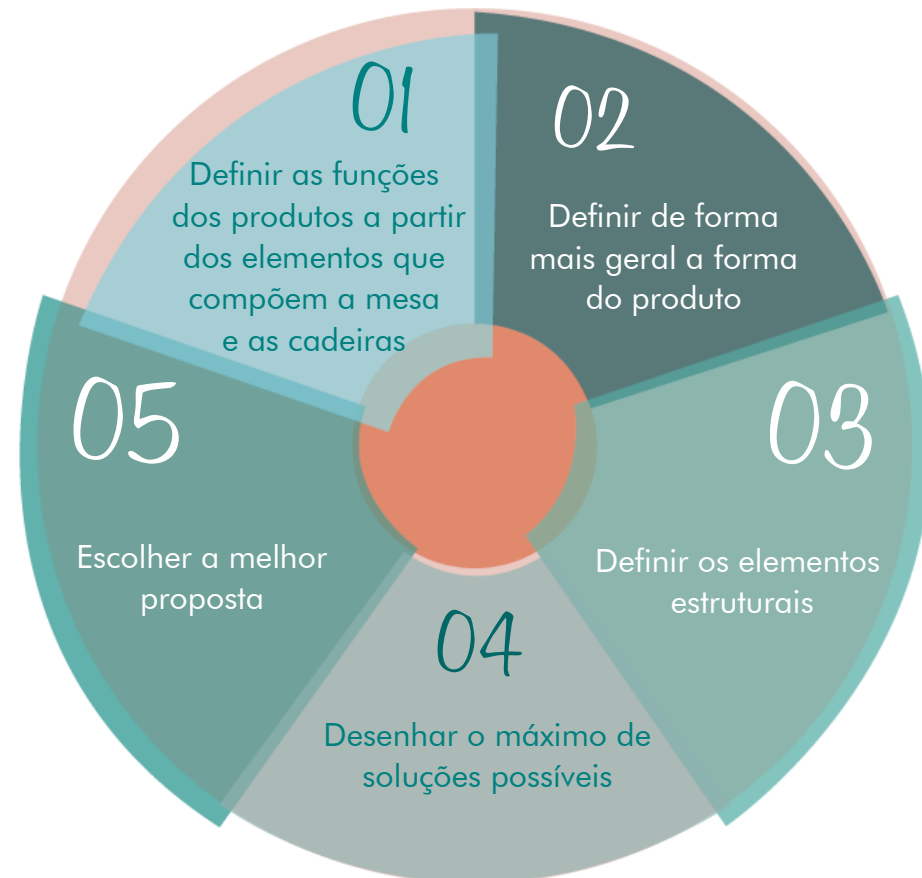 01
Definir as funções
dos produtos a partir
dos elementos que
compõem a mesa
e as cadeiras
02
Definir de forma
mais geral a forma
do produto
03
Definir os elementos
estruturais
04
Desenhar o máximo de
soluções possíveis
05
Escolher a melhor
proposta